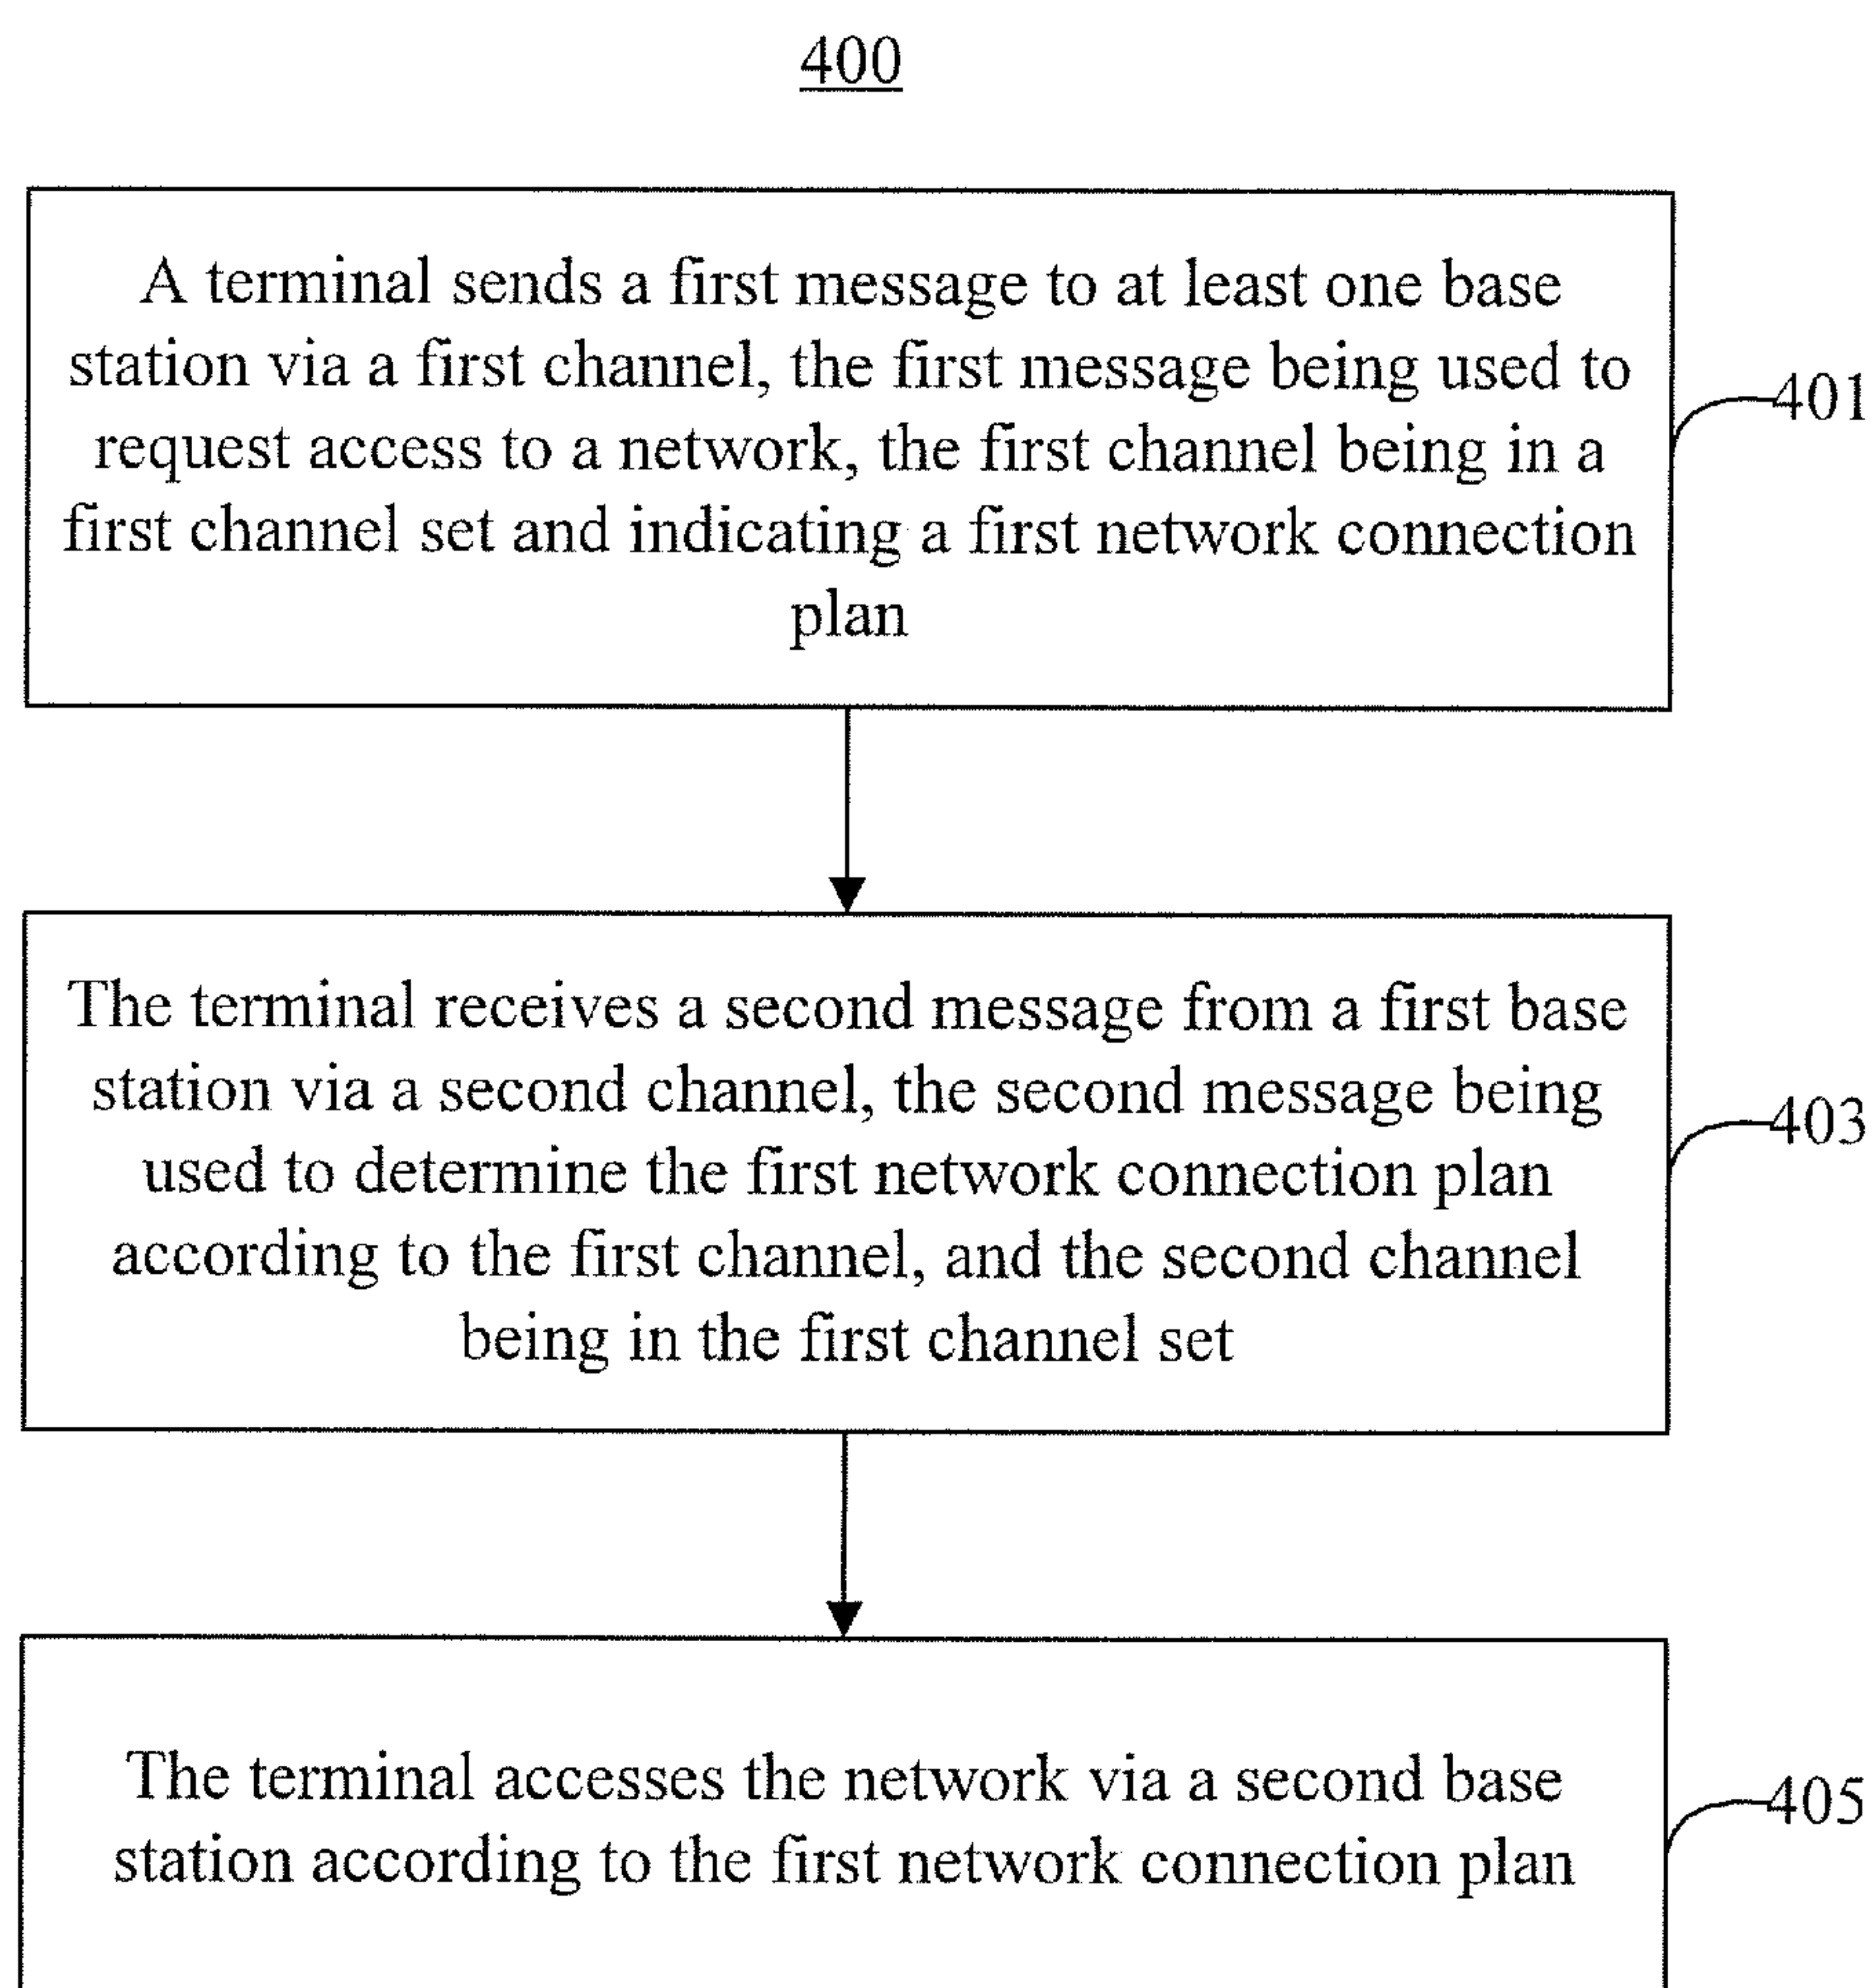 400
A terminal sends a first message to at least one base
station via a first channel, the first message being used to
request access to a network, the first channel being in a
first channel set and indicating a first network connection
plan
401
The terminal receives a second message from a first base
station via a second channel, the second message being
used to determine the first network connection plan
according to the first channel, and the second channel
being in the first channel set
403
The terminal accesses the network via a second base
station according to the first network connection plan
405